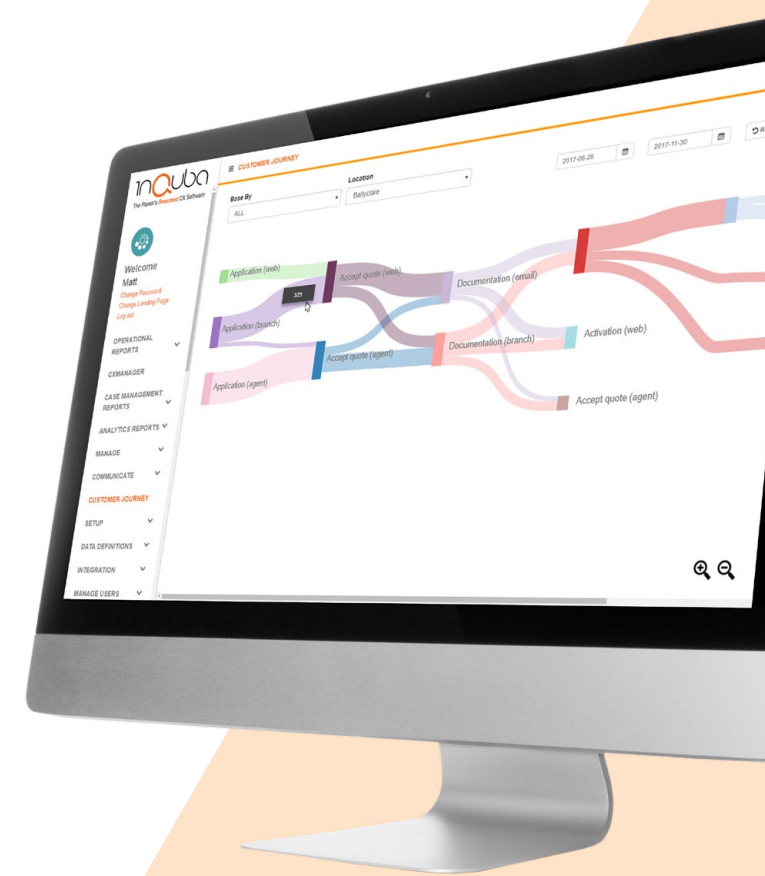 inQuba
The Planet's Smartest CX Software
Welcome
Matt
Change Password
Change Landing Page
Log out
OPERATIONAL
REPORTS
CXMANAGER
CASE MANAGEMENT
REPORTS
ANALYTICS REPORTS
MANAGE
COMMUNICATE
CUSTOMER JOURNEY
SETUP
DATA DEFINITIONS
INTEGRATION
MANAGE USERS
CUSTOMER JOURNEY
Base By
Location
ALL
Ballyclare
2017-06-26
2017-11-30
Application (web)
Accept quote (web)
Documentation (email)
325
Application (branch)
Accept quote (agent)
Documentation (branch)
Activation (web)
Application (agent)
Accept quote (agent)